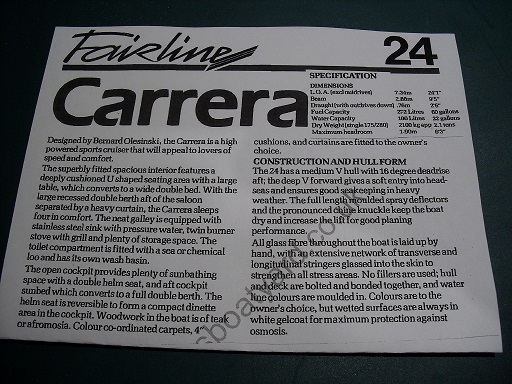 Fairline
24
Carrera
SPECIFICATION
DIMENSIONS
L.O.A. (excl outdrives) 7.34m 24'1"
Beam 2.88m 9'5"
Draught (with outdrives down) .76m 2'6"
Fuel Capacity 272 Litres 60 gallons
Water Capacity 100 Litres 22 gallons
Dry Weight (single 175/280) 2100 kg app 2.1 tons
Maximum headroom 1.90m 6'3"
Designed by Bernard Olesinski, the Carrera is a high
powered sports cruiser that will appeal to lovers of
speed and comfort.
The superbly fitted spacious interior features a
deeply cushioned U shaped seating area with a large
table, which converts to a wide double bed. With the
large recessed double berth aft of the saloon
separated by a heavy curtain, the Carrera sleeps
four in comfort. The neat galley is equipped with
stainless steel sink with pressure water, twin burner
stove with grill and plenty of storage space. The
toilet compartment is fitted with a sea or chemical
loo and has its own wash basin.
The open cockpit provides plenty of sunbathing
space with a double helm seat, and aft cockpit
sunbed which converts to a full double berth. The
helm seat is reversible to form a compact dinette
area in the cockpit. Woodwork in the boat is of teak
or afromosia. Colour co-ordinated carpets, 4"
cushions, and curtains are fitted to the owner's
choice.
CONSTRUCTION AND HULL FORM
The 24 has a medium V hull with 16 degree deadrise
aft; the deep V forward gives a soft entry into head-
seas and ensures good sea keeping in heavy
weather. The full length moulded spray deflectors
and the pronounced chine knuckle keep the boat
dry and increase the lift for good planing
performance.
All glass fibre throughout the boat is laid up by
hand, with an extensive network of transverse and
longitudinal stringers glassed into the skin to
strengthen all stress areas. No fillers are used; hull
and deck are bolted and bonded together, and water
line colours are moulded in. Colours are to the
owner's choice, but wetted surfaces are always in
white gelcoat for maximum protection against
osmosis.